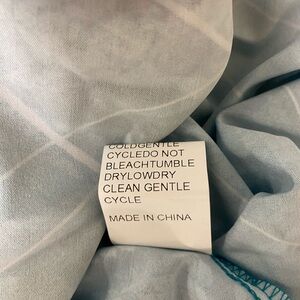 COLDGENTLE
CYCLEDO NOT
BLEACHTUMBLE
DRYLOWDRY
CLEAN GENTLE
CYCLE
MADE IN CHINA